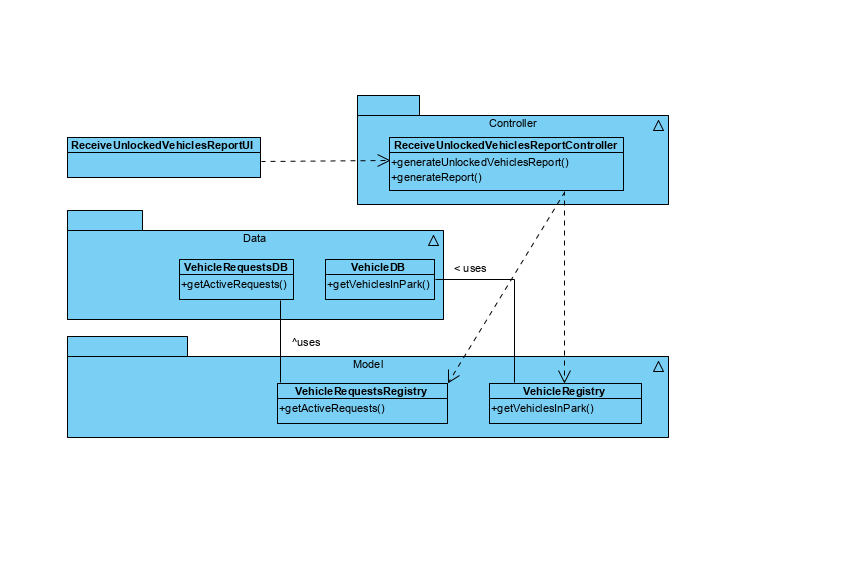 Controller
ReceiveUnlockedVehiclesReportUI
ReceiveUnlockedVehiclesReportController
+generateUnlockedVehiclesReport()
+generateReport()
Data
VehicleRequestsDB
+getActiveRequests()
VehicleDB
+getVehiclesInPark()
< uses
^uses
Model
VehicleRequestsRegistry
+getActiveRequests()
VehicleRegistry
+getVehiclesInPark()